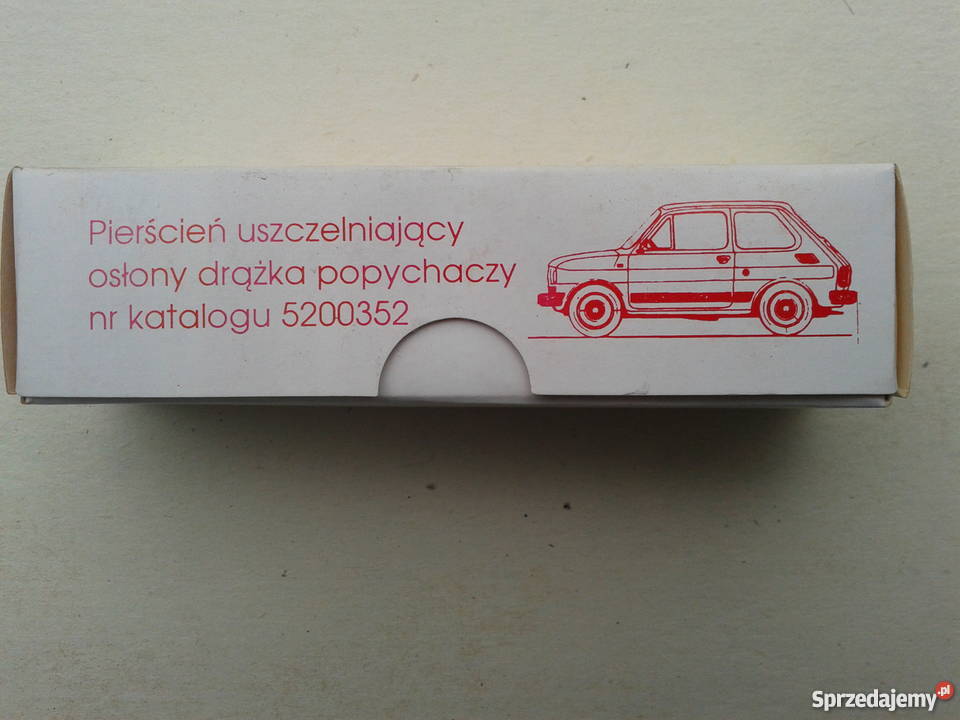 Pierścień uszczelniający
osłony drążka popychaczy
nr katalogu 5200352
Sprzedajemy.pl